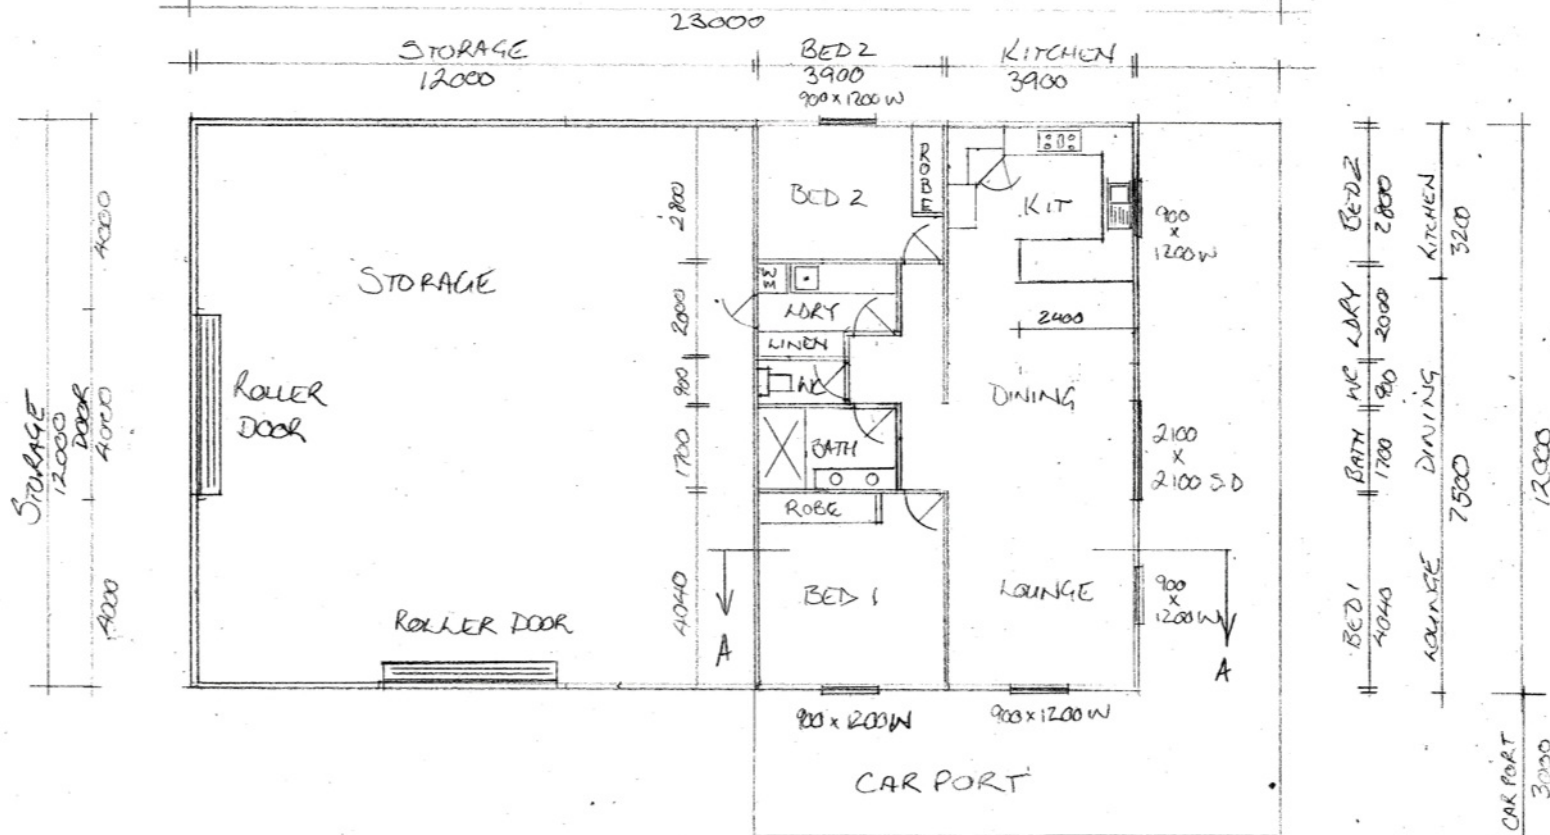 23000
STORAGE
12000
BED 2
3900
900 x 1200 W
KITCHEN
3900
ROBE
BED 2
KIT
900
x
1200 W
STORAGE
2800
2000
900
1700
4040
WM
LDRY
LINEN
WC
BATH
ROBE
2400
DINING
2100
x
2100 S.D
ROLLER
DOOR
ROLLER DOOR
BED 1
LOUNGE
900
x
1200 W
A
A
900 x 1200 W
900 x 1200 W
CAR PORT
STORAGE
12000
4000
DOOR
4000
4000
BED 2
2800
LDRY
2000
WC
900
BATH
1700
BED 1
4040
KITCHEN
3200
DINING
7500
LOUNGE
12000
CAR PORT
3000